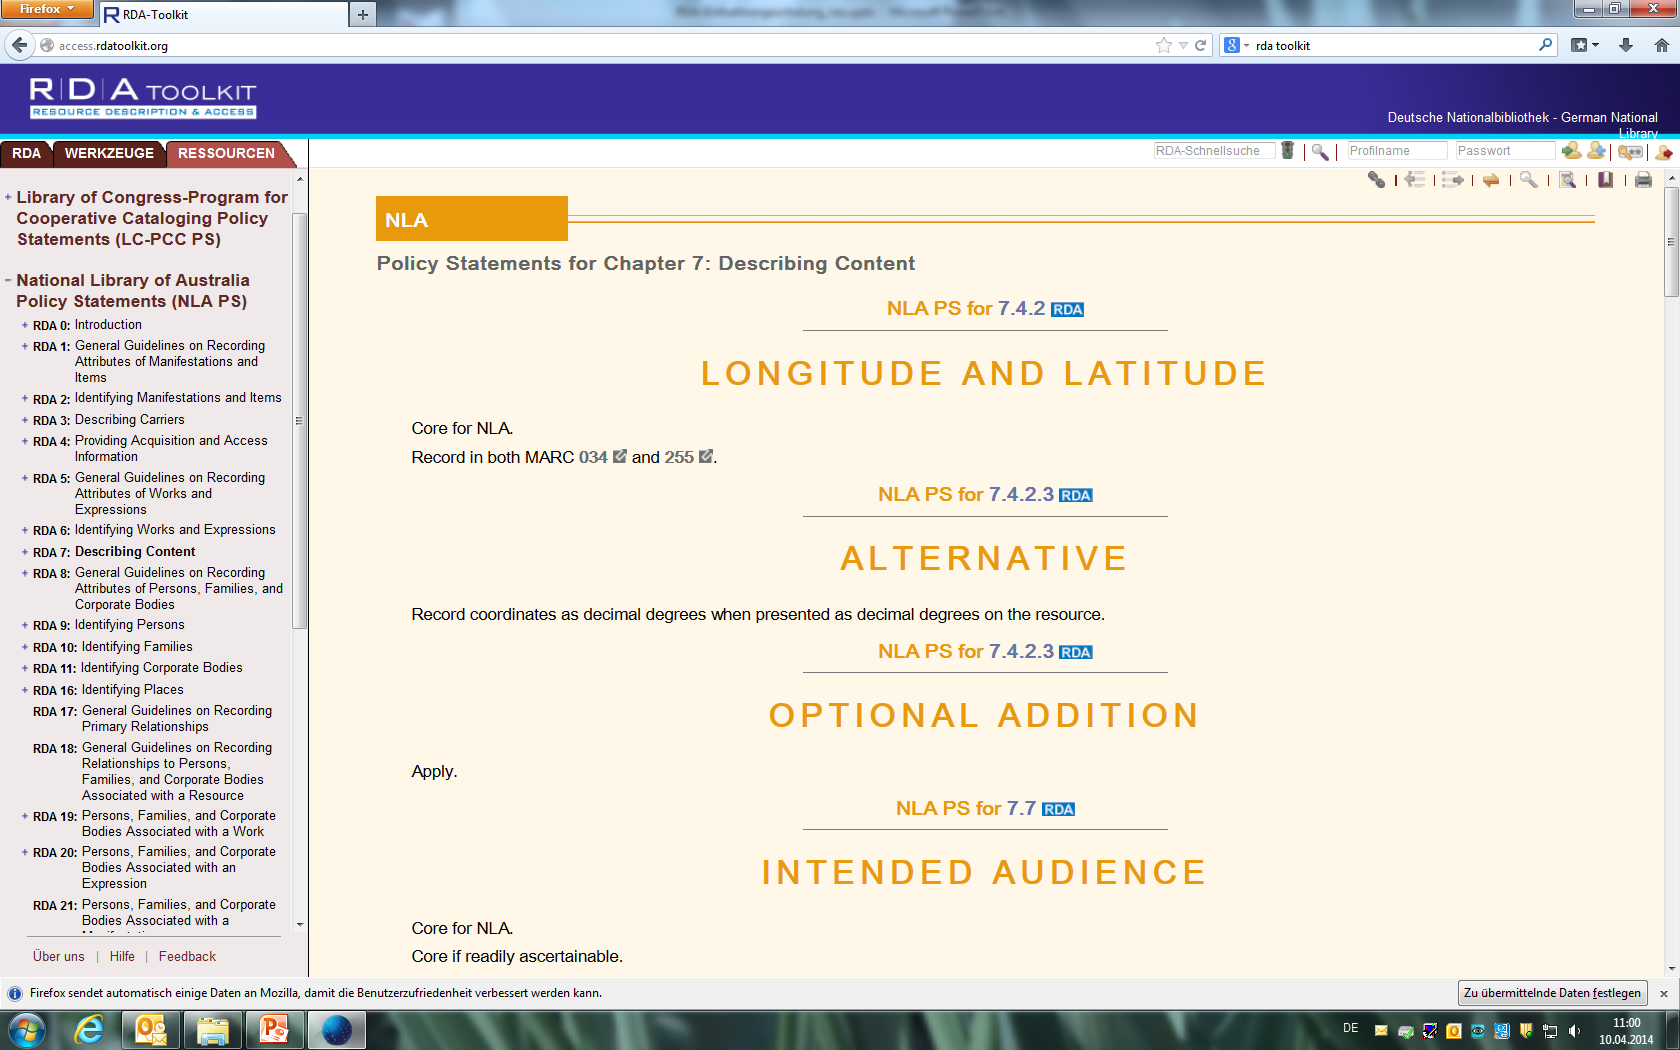 Firefox
RDA-Toolkit
access.rdatoolkit.org
rda toolkit
R|D|A TOOLKIT
RESOURCE DESCRIPTION & ACCESS
Deutsche Nationalbibliothek - German National
Library
RDA
WERKZEUGE
RESSOURCEN
RDA-Schnellsuche
Profilname
Passwort
Library of Congress-Program for
Cooperative Cataloging Policy
Statements (LC-PCC PS)
National Library of Australia
Policy Statements (NLA PS)
RDA 0: Introduction
RDA 1: General Guidelines on Recording
Attributes of Manifestations and
Items
RDA 2: Identifying Manifestations and Items
RDA 3: Describing Carriers
RDA 4: Providing Acquisition and Access
Information
RDA 5: General Guidelines on Recording
Attributes of Works and
Expressions
RDA 6: Identifying Works and Expressions
RDA 7: Describing Content
RDA 8: General Guidelines on Recording
Attributes of Persons, Families, and
Corporate Bodies
RDA 9: Identifying Persons
RDA 10: Identifying Families
RDA 11: Identifying Corporate Bodies
RDA 16: Identifying Places
RDA 17: General Guidelines on Recording
Primary Relationships
RDA 18: General Guidelines on Recording
Relationships to Persons,
Families, and Corporate Bodies
Associated with a Resource
RDA 19: Persons, Families, and Corporate
Bodies Associated with a Work
RDA 20: Persons, Families, and Corporate
Bodies Associated with an
Expression
RDA 21: Persons, Families, and Corporate
Bodies Associated with a
Über uns | Hilfe | Feedback
NLA
Policy Statements for Chapter 7: Describing Content
NLA PS for 7.4.2 RDA
LONGITUDE AND LATITUDE
Core for NLA.
Record in both MARC 034 and 255.
NLA PS for 7.4.2.3 RDA
ALTERNATIVE
Record coordinates as decimal degrees when presented as decimal degrees on the resource.
NLA PS for 7.4.2.3 RDA
OPTIONAL ADDITION
Apply.
NLA PS for 7.7 RDA
INTENDED AUDIENCE
Core for NLA.
Core if readily ascertainable.
Firefox sendet automatisch einige Daten an Mozilla, damit die Benutzerzufriedenheit verbessert werden kann.
Zu übermittelnde Daten festlegen
DE
11:00
10.04.2014